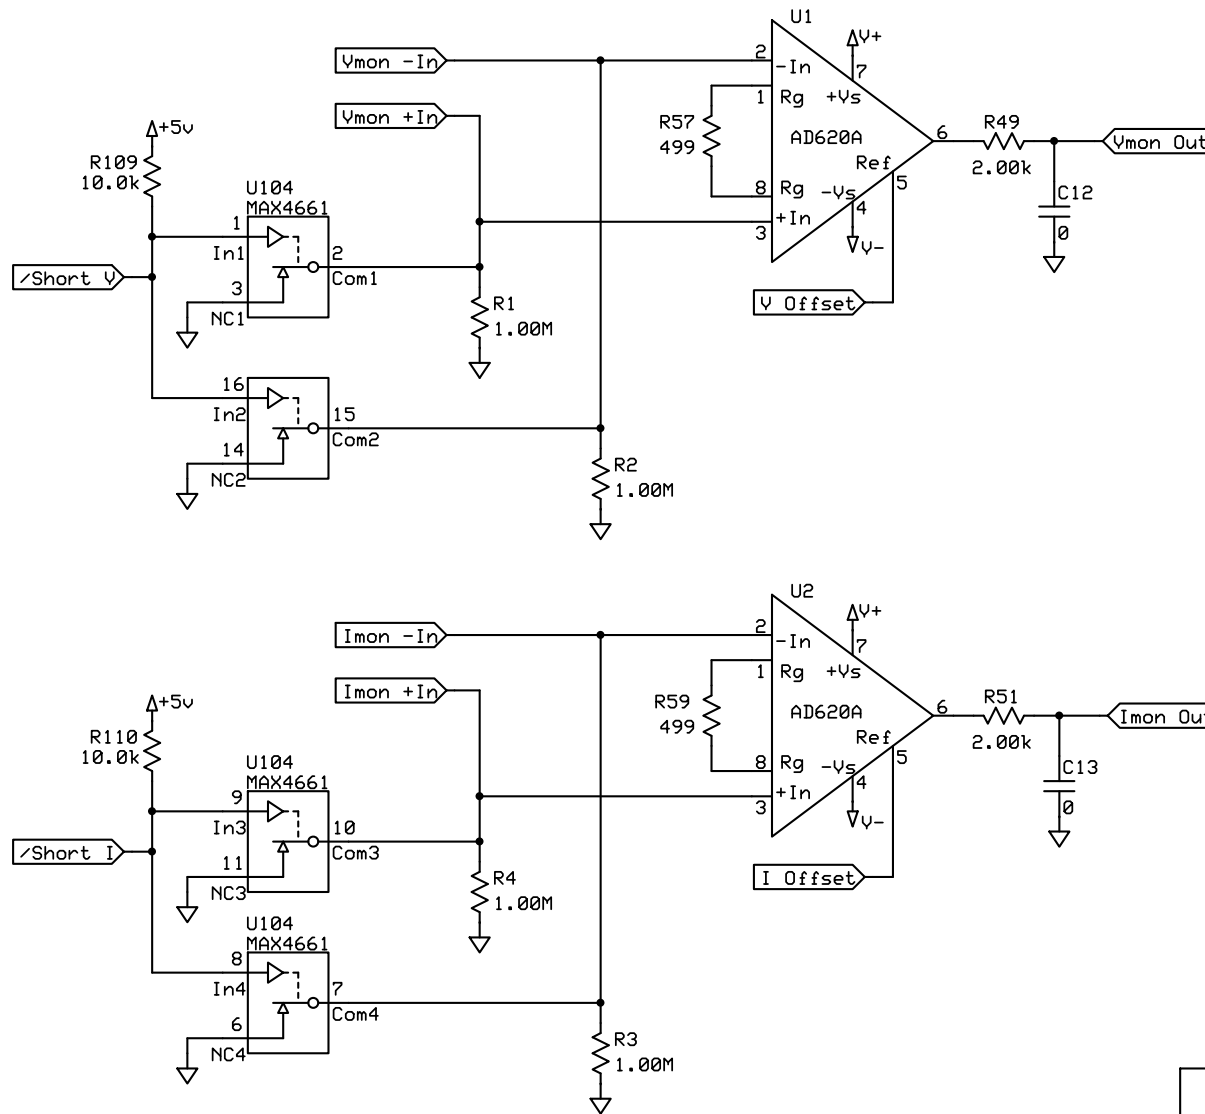 U1
Vmon -In
2
-In
V+
7
Vmon +In
1
Rg
+Vs
R57
499
AD620A
6
R49
2.00k
Vmon Out
+5v
R109
10.0k
Ref
5
8
Rg
-Vs
4
C12
0
U104
MAX4661
1
In1
2
Com1
3
NC1
+In
3
V-
/Short V
R1
1.00M
V Offset
16
In2
15
Com2
14
NC2
R2
1.00M
U2
Imon -In
2
-In
V+
7
Imon +In
1
Rg
+Vs
R59
499
AD620A
6
R51
2.00k
Imon Out
+5v
R110
10.0k
Ref
5
8
Rg
-Vs
4
C13
0
U104
MAX4661
9
In3
10
Com3
11
NC3
+In
3
V-
/Short I
R4
1.00M
I Offset
U104
MAX4661
8
In4
7
Com4
6
NC4
R3
1.00M